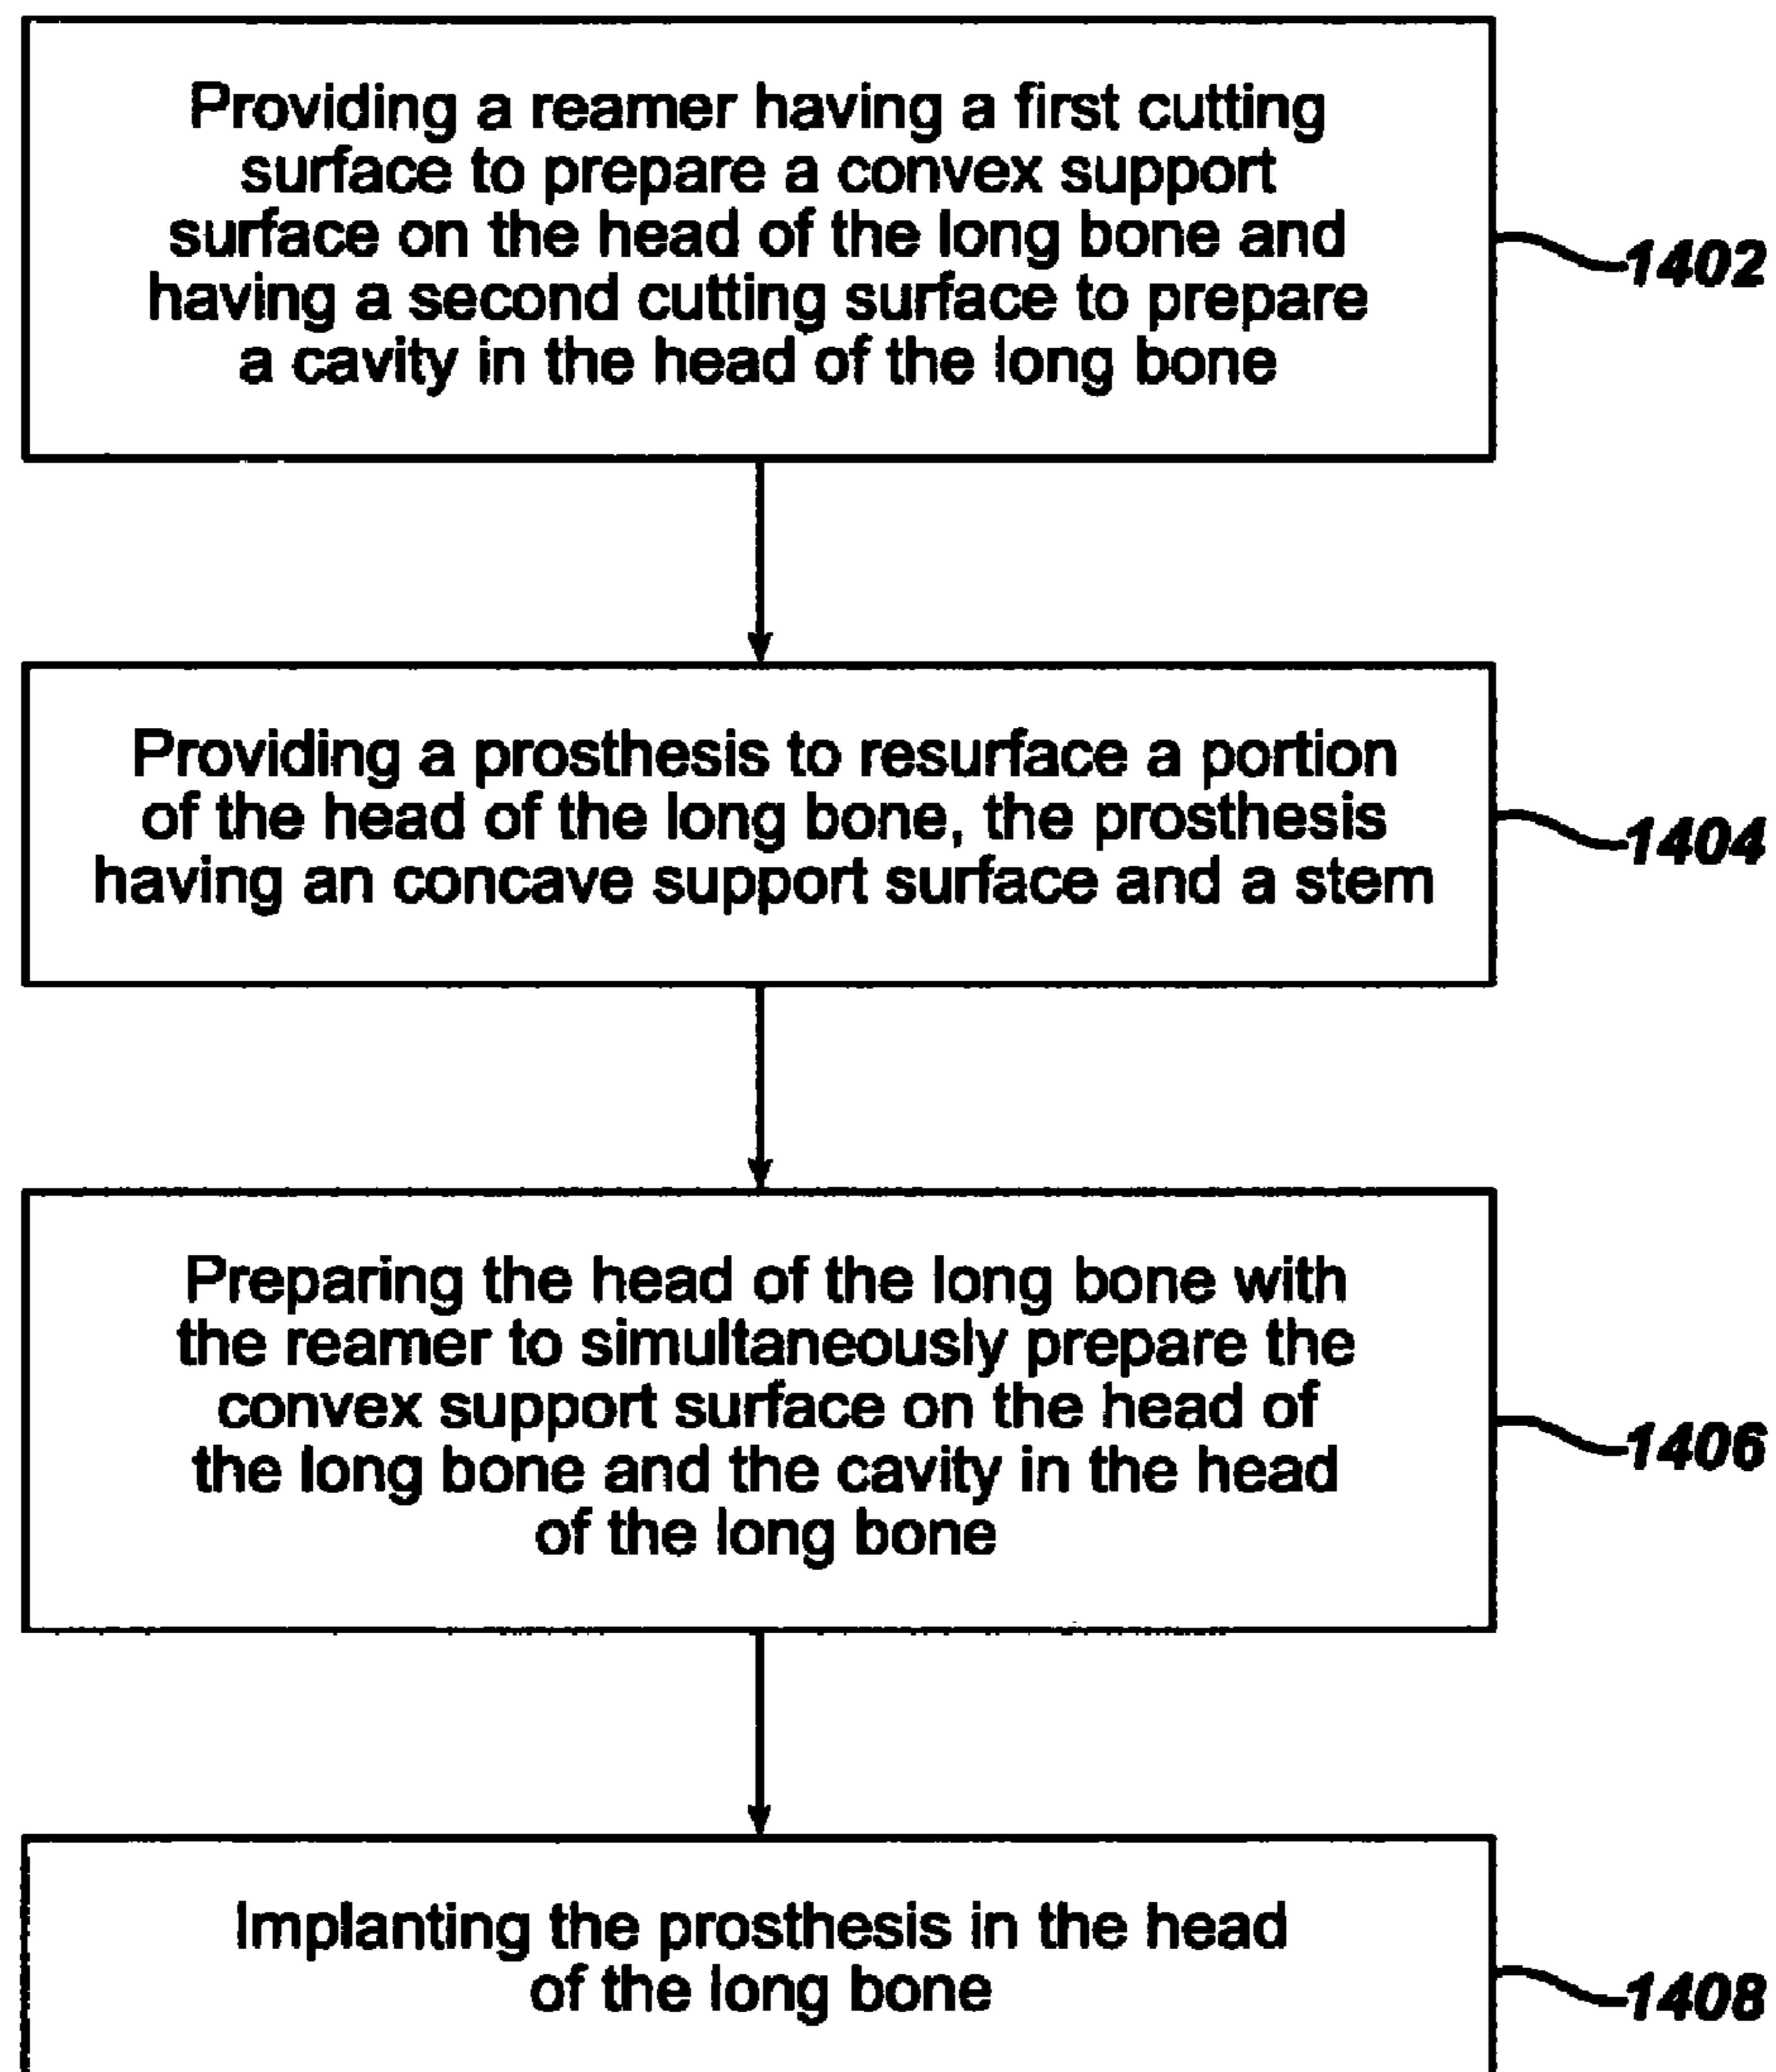 Providing a reamer having a first cutting
surface to prepare a convex support
surface on the head of the long bone and
having a second cutting surface to prepare
a cavity in the head of the long bone
1402
Providing a prosthesis to resurface a portion
of the head of the long bone, the prosthesis
having an concave support surface and a stem
1404
Preparing the head of the long bone with
the reamer to simultaneously prepare the
convex support surface on the head of
the long bone and the cavity in the head
of the long bone
1406
Implanting the prosthesis in the head
of the long bone
1408